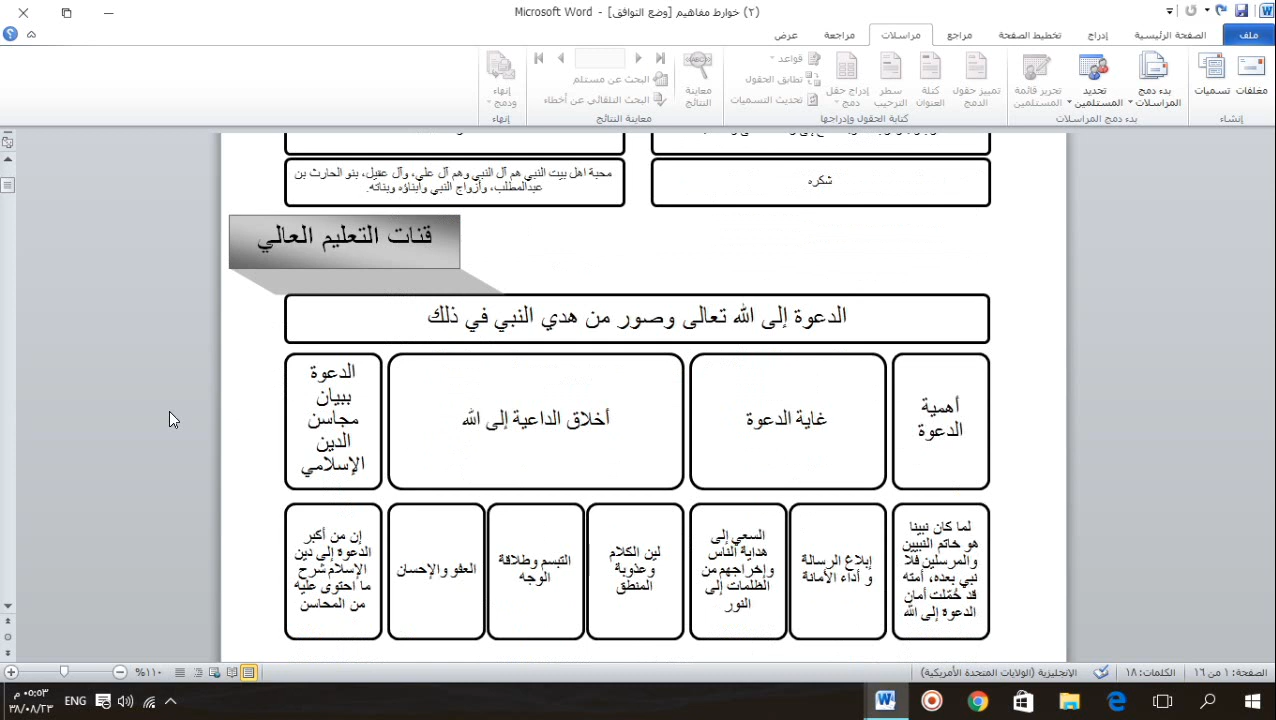 (٢) خوارط مفاهيم [وضع التوافق] - Microsoft Word
ملف
الصفحة الرئيسية
إدراج
تخطيط الصفحة
مراجع
مراسلات
مراجعة
عرض
مغلفات
تسميات
إنشاء
بدء دمج
المراسلات
تحديد
المستلمين
تحرير قائمة
المستلمين
بدء دمج المراسلات
تمييز حقول
الدمج
كتلة
العنوان
سطر
الترحيب
إدراج حقل
دمج
قواعد
تطابق الحقول
تحديث التسميات
كتابة الحقول وإدراجها
ABC
معاينة
النتائج
البحث عن مستلم
البحث التلقائي عن أخطاء
معاينة النتائج
إنهاء
ودمج
إنهاء
شكره
محبة اهل بيت النبي هم آل النبي وهم آل علي، وآل عقيل، بنو الحارث بن
عبدالمطلب، وأزواج النبي وأبناؤه وبناته.
قنات التعليم العالي
الدعوة إلى الله تعالى وصور من هدي النبي في ذلك
أهمية
الدعوة
غاية الدعوة
أخلاق الداعية إلى الله
الدعوة
ببيان
مجاسن
الدين
الإسلامي
لما كان نبينا
هو خاتم النبيين
والمرسلين فلا
نبي بعده، أمته
قد حُمّلت أمان
الدعوة إلى الله
إبلاغ الرسالة
و أداء الأمانة
السعي إلى
هداية الناس
وإخراجهم من
الظلمات إلى
النور
لين الكلام
وعذوبة
المنطق
التبسم وطلاقة
الوجه
العفو والإحسان
إن من أكبر
الدعوة إلى دين
الإسلام شرح
ما احتوى عليه
من المحاسن
الصفحة: ١ من ١٦
الكلمات: ١٨
الإنجليزية (الولايات المتحدة الأمريكية)
١١٠%
ENG
٠٥:٠٣ م
٣٨/٠٨/٢٣